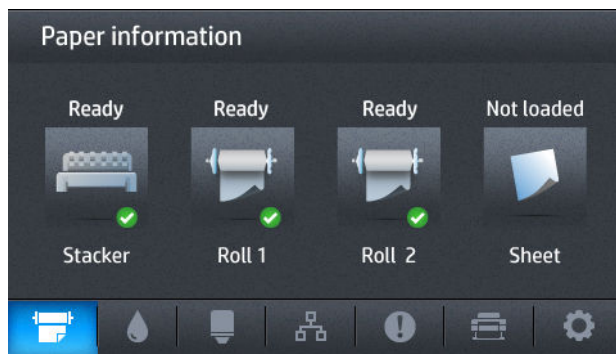 Paper information
Ready Ready Ready Not loaded
Stacker Roll 1 Roll 2 Sheet